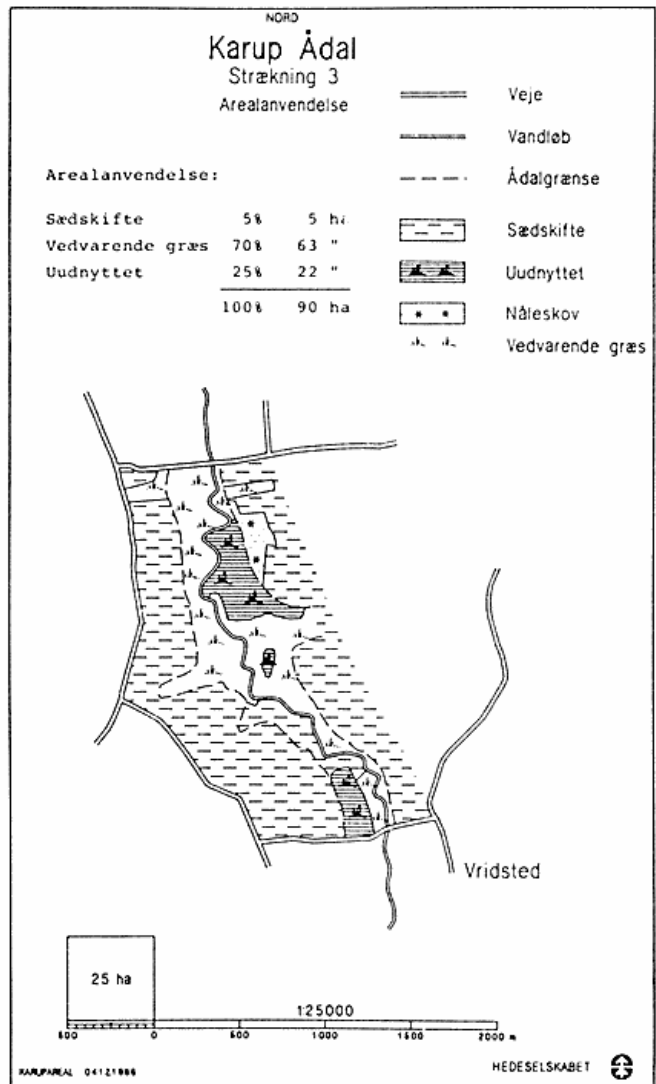 NORD
Karup Ådal
Strækning 3
Arealanvendelse
Veje
Vandløb
Ådalgrænse
Sædskifte
Uudnyttet
Nåleskov
Vedvarende græs
Arealanvendelse:
Sædskifte 5% 5 ha
Vedvarende græs 70% 63 "
Uudnyttet 25% 22 "
100% 90 ha
Vridsted
25 ha
1:25000
500 0 500 1000 1500 2000 m
KARUPAREAL 04121986
HEDESELSKABET